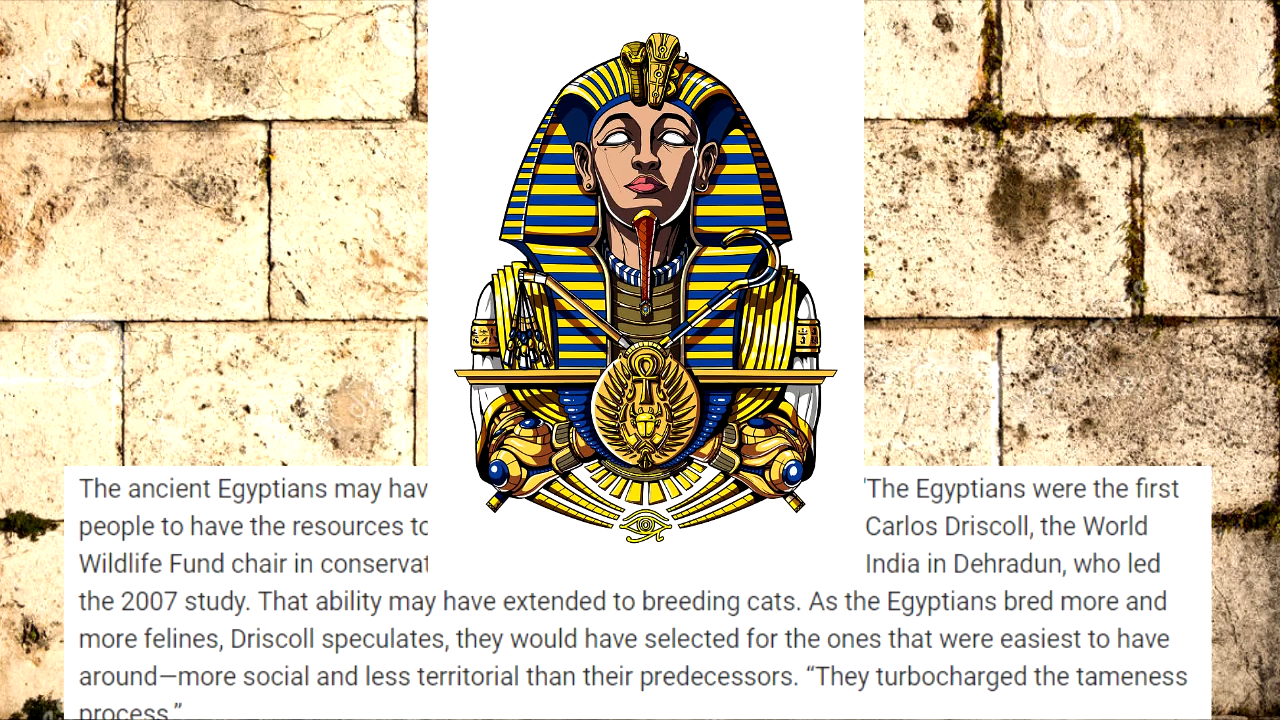 The ancient Egyptians may hav
"The Egyptians were the first
people to have the resources to
Carlos Driscoll, the World
Wildlife Fund chair in conservat
India in Dehradun, who led
the 2007 study. That ability may have extended to breeding cats. As the Egyptians bred more and
more felines, Driscoll speculates, they would have selected for the ones that were easiest to have
around—more social and less territorial than their predecessors. “They turbocharged the tameness
process.”